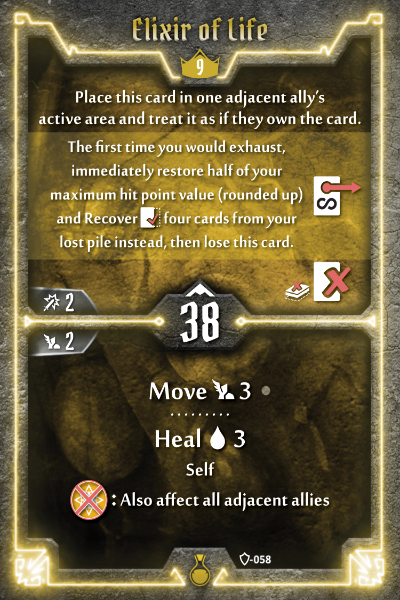 Elixir of Life
9
Place this card in one adjacent ally's
active area and treat it as if they own the card.
The first time you would exhaust,
immediately restore half of your
maximum hit point value (rounded up)
and Recover four cards from your
lost pile instead, then lose this card.
2
38
2
Move 3
Heal 3
Self
: Also affect all adjacent allies
-058